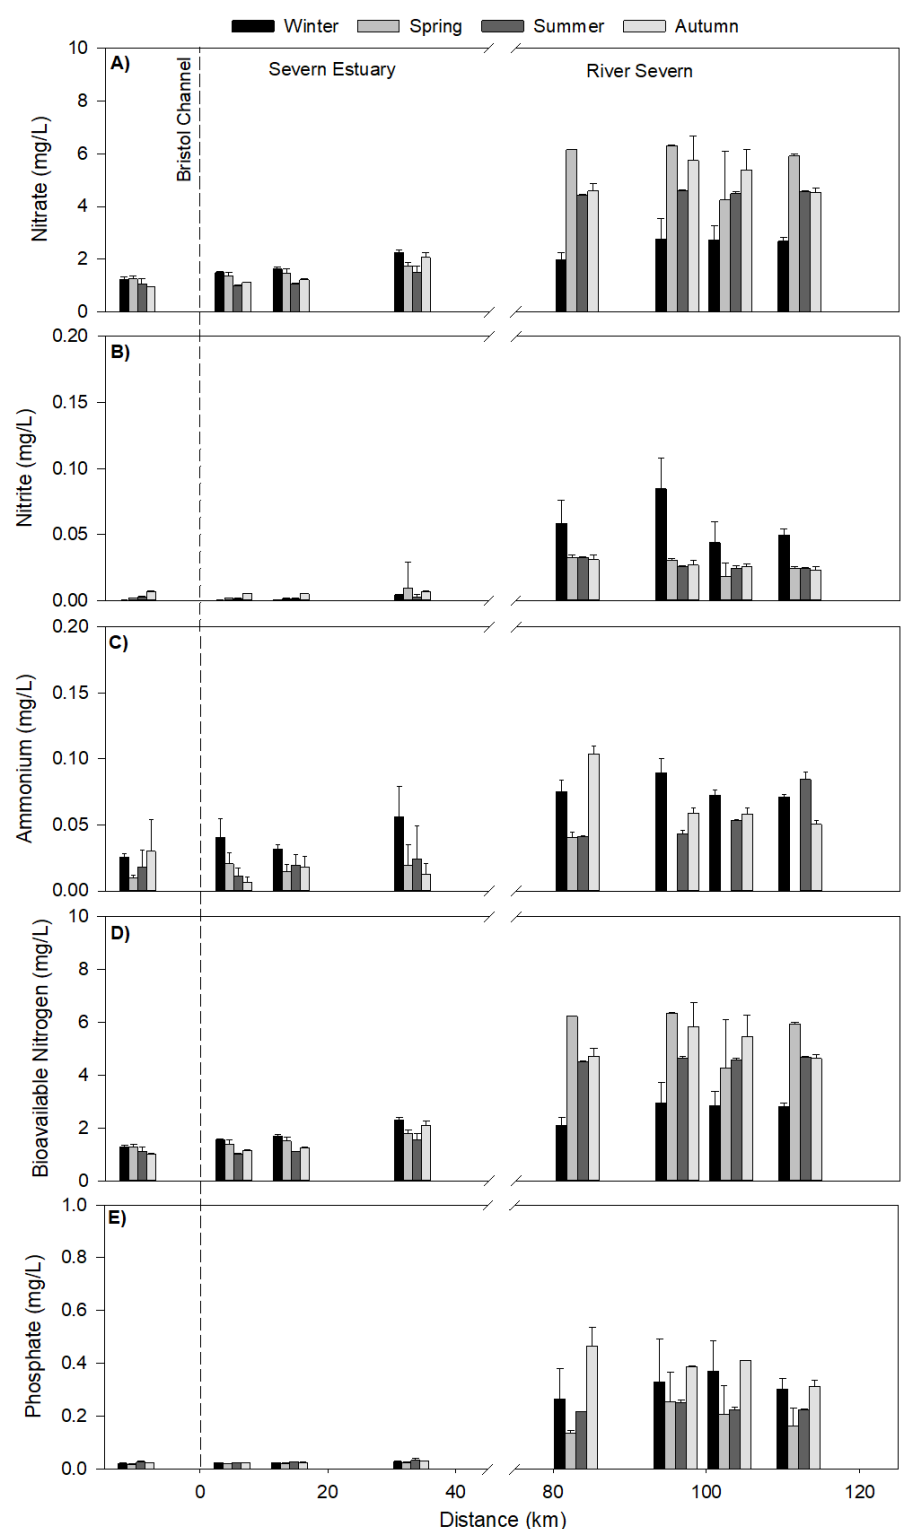 Winter Spring Summer Autumn
A)
Bristol Channel
Severn Estuary
River Severn
Nitrate (mg/L)
10
8
6
4
2
0
B)
Nitrite (mg/L)
0.20
0.15
0.10
0.05
0.00
C)
Ammonium (mg/L)
0.20
0.15
0.10
0.05
0.00
D)
Bioavailable Nitrogen (mg/L)
10
8
6
4
2
0
E)
Phosphate (mg/L)
1.0
0.8
0.6
0.4
0.2
0.0
0 20 40 80 100 120
Distance (km)